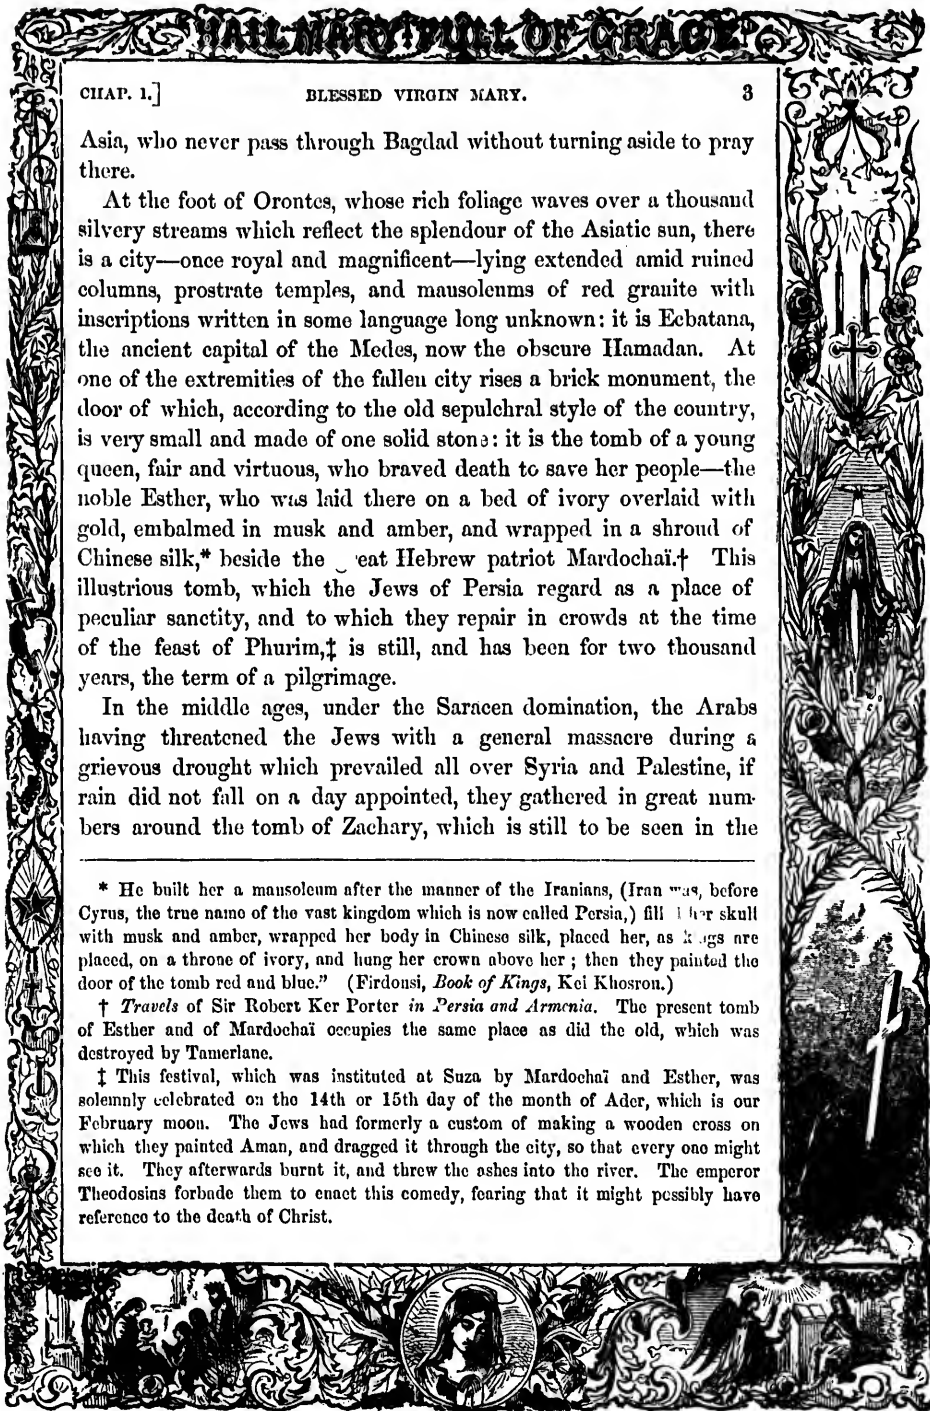 HAIL MARY FULL OF GRACE
CHAP. 1.] BLESSED VIRGIN MARY. 3
Asia, who never pass through Bagdad without turning aside to pray
there.
At the foot of Orontes, whose rich foliage waves over a thousand
silvery streams which reflect the splendour of the Asiatic sun, there
is a city—once royal and magnificent—lying extended amid ruined
columns, prostrate temples, and mausoleums of red granite with
inscriptions written in some language long unknown: it is Ecbatana,
the ancient capital of the Medes, now the obscure Hamadan. At
one of the extremities of the fallen city rises a brick monument, the
door of which, according to the old sepulchral style of the country,
is very small and made of one solid stone: it is the tomb of a young
queen, fair and virtuous, who braved death to save her people—the
noble Esther, who was laid there on a bed of ivory overlaid with
gold, embalmed in musk and amber, and wrapped in a shroud of
Chinese silk,* beside the eat Hebrew patriot Mardochaï.† This
illustrious tomb, which the Jews of Persia regard as a place of
peculiar sanctity, and to which they repair in crowds at the time
of the feast of Phurim,‡ is still, and has been for two thousand
years, the term of a pilgrimage.
In the middle ages, under the Saracen domination, the Arabs
having threatened the Jews with a general massacre during a
grievous drought which prevailed all over Syria and Palestine, if
rain did not fall on a day appointed, they gathered in great num-
bers around the tomb of Zachary, which is still to be seen in the
* He built her a mausoleum after the manner of the Iranians, (Iran was, before
Cyrus, the true name of the vast kingdom which is now called Persia,) fill her skull
with musk and amber, wrapped her body in Chinese silk, placed her, as are
placed, on a throne of ivory, and hung her crown above her; then they painted the
door of the tomb red and blue." (Firdousi, Book of Kings, Kei Khosrou.)
† Travels of Sir Robert Ker Porter in Persia and Armenia. The present tomb
of Esther and of Mardochaï occupies the same place as did the old, which was
destroyed by Tamerlane.
‡ This festival, which was instituted at Suza by Mardochaï and Esther, was
solemnly celebrated on the 14th or 15th day of the month of Ader, which is our
February moon. The Jews had formerly a custom of making a wooden cross on
which they painted Aman, and dragged it through the city, so that every one might
see it. They afterwards burnt it, and threw the ashes into the river. The emperor
Theodosius forbade them to enact this comedy, fearing that it might possibly have
reference to the death of Christ.